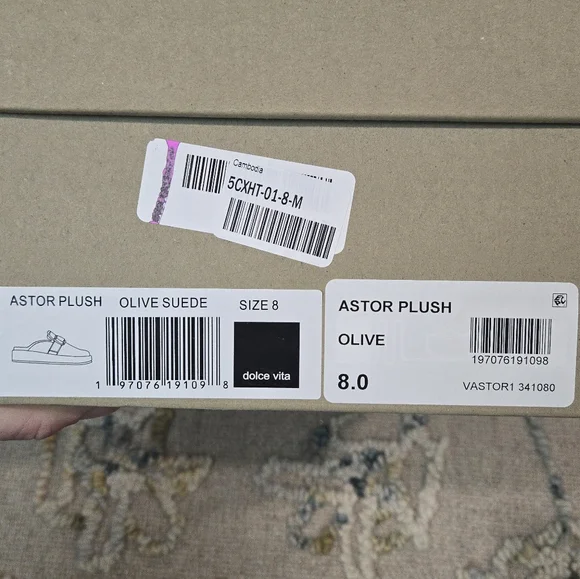 Cambodia
5CXHT-01-8-M
ASTOR PLUSH OLIVE SUEDE SIZE 8
dolce vita
1 97076 19109 8
ASTOR PLUSH
OLIVE
197076191098
8.0
VASTOR1 341080